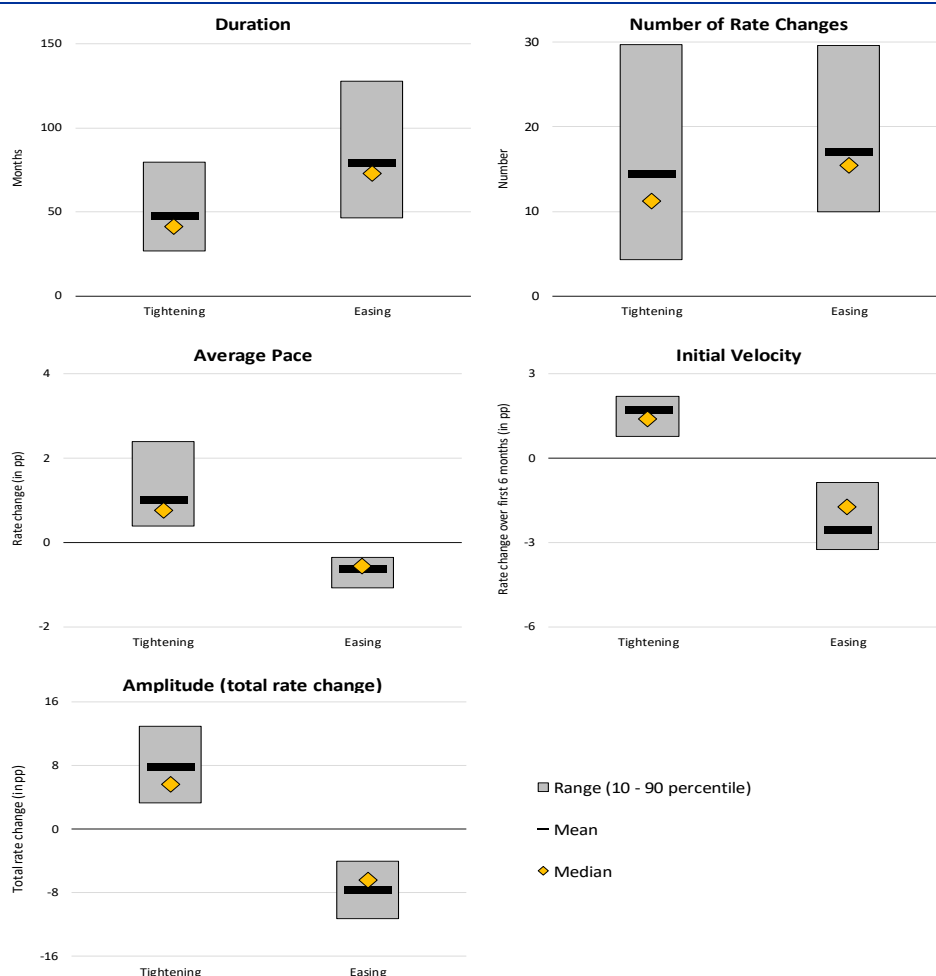 Duration
150
100
50
0
Months
Tightening
Easing
Number of Rate Changes
30
20
10
0
Number
Tightening
Easing
Average Pace
4
2
0
-2
Rate change (in pp)
Tightening
Easing
Initial Velocity
3
0
-3
-6
Rate change over first 6 months (in pp)
Tightening
Easing
Amplitude (total rate change)
16
8
0
-8
-16
Total rate change (in pp)
Tightening
Easing
Range (10 - 90 percentile)
Mean
Median